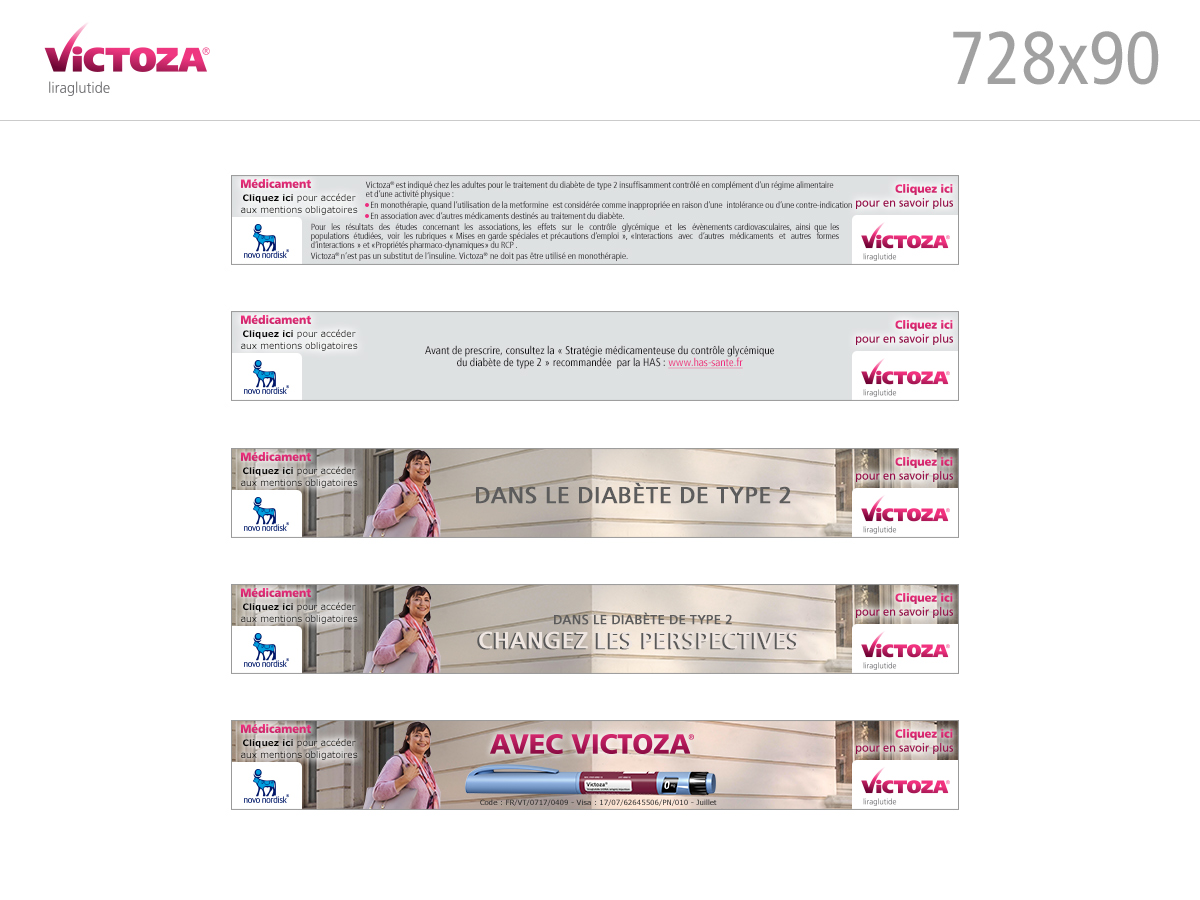 ViCTOZA®
liraglutide
728x90
Médicament
Cliquez ici pour accéder
aux mentions obligatoires
novo nordisk®
Victoza® est indiqué chez les adultes pour le traitement du diabète de type 2 insuffisamment contrôlé en complément d'un régime alimentaire
et d'une activité physique :
• En monothérapie, quand l'utilisation de la metformine est considérée comme inappropriée en raison d'une intolérance ou d'une contre-indication
• En association avec d'autres médicaments destinés au traitement du diabète.
Pour les résultats des études concernant les associations, les effets sur le contrôle glycémique et les évènements cardiovasculaires, ainsi que les
populations étudiées, voir les rubriques « Mises en garde spéciales et précautions d'emploi », «Interactions avec d'autres médicaments et autres formes
d'interactions » et «Propriétés pharmaco-dynamiques» du RCP .
Victoza® n'est pas un substitut de l'insuline. Victoza® ne doit pas être utilisé en monothérapie.
Cliquez ici
pour en savoir plus
ViCTOZA®
liraglutide
Médicament
Cliquez ici pour accéder
aux mentions obligatoires
novo nordisk®
Avant de prescrire, consultez la « Stratégie médicamenteuse du contrôle glycémique
du diabète de type 2 » recommandée par la HAS : www.has-sante.fr
Cliquez ici
pour en savoir plus
ViCTOZA®
liraglutide
Médicament
Cliquez ici pour accéder
aux mentions obligatoires
novo nordisk®
DANS LE DIABÈTE DE TYPE 2
Cliquez ici
pour en savoir plus
ViCTOZA®
liraglutide
Médicament
Cliquez ici pour accéder
aux mentions obligatoires
novo nordisk®
DANS LE DIABÈTE DE TYPE 2
CHANGEZ LES PERSPECTIVES
Cliquez ici
pour en savoir plus
ViCTOZA®
liraglutide
Médicament
Cliquez ici pour accéder
aux mentions obligatoires
novo nordisk®
AVEC VICTOZA®
Victoza®
0
Code : FR/VT/0717/0409 - Visa : 17/07/62645506/PN/010 - Juillet
Cliquez ici
pour en savoir plus
ViCTOZA®
liraglutide